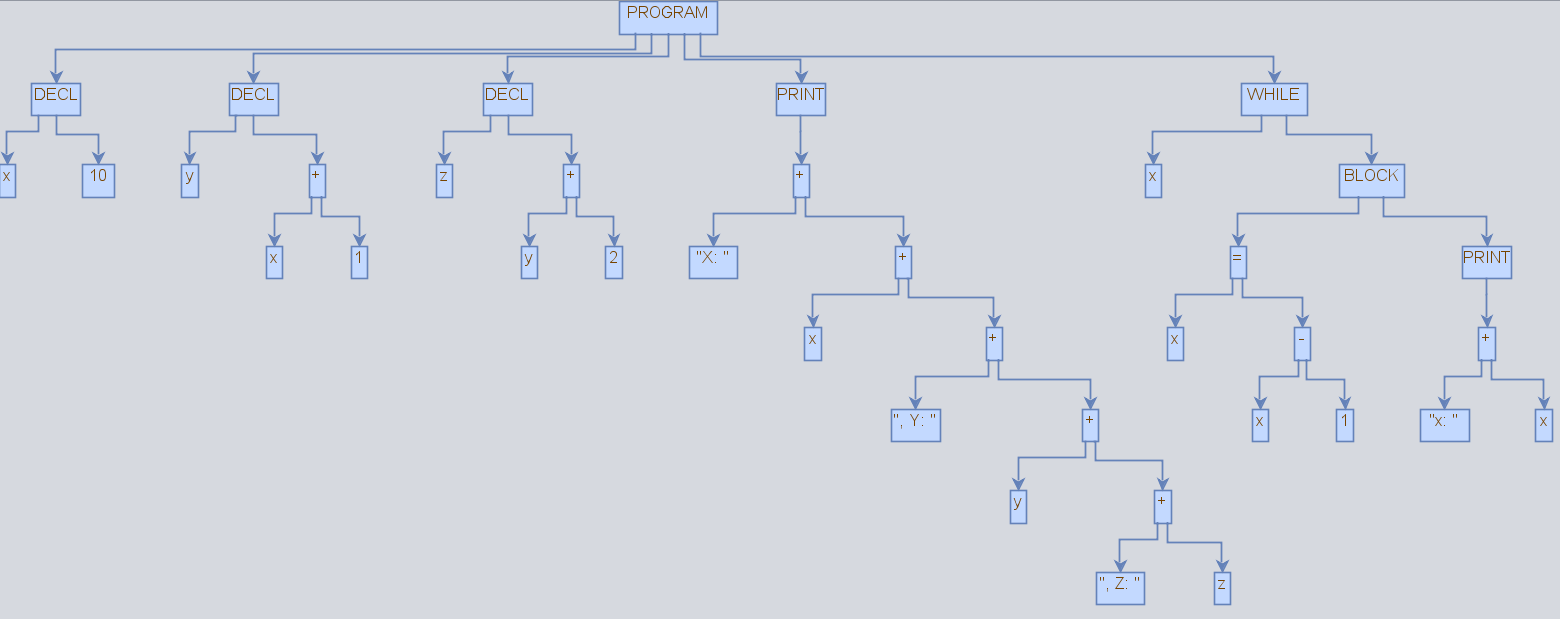 PROGRAM
DECL DECL DECL PRINT WHILE
x 10 y + z + + x BLOCK
x 1 y 2 "X: " + = PRINT
x + x - +
", Y: " + x 1 "x: " x
y +
", Z: " z